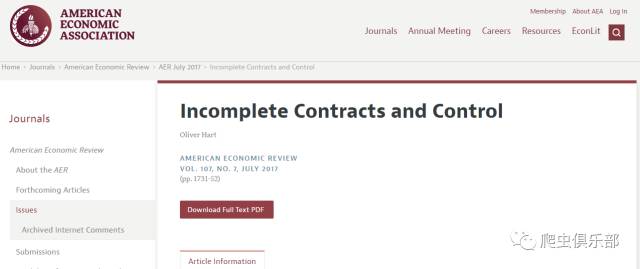 AMERICAN
ECONOMIC
ASSOCIATION
Membership About AEA Log In
Journals Annual Meeting Careers Resources EconLit
Home > Journals > American Economic Review > AER July 2017 > Incomplete Contracts and Control
Journals
American Economic Review
About the AER
Forthcoming Articles
Issues
Archived Internet Comments
Submissions
Incomplete Contracts and Control
Oliver Hart
AMERICAN ECONOMIC REVIEW
VOL. 107, NO. 7, JULY 2017
(pp. 1731-52)
Download Full Text PDF
Article Information
爬虫俱乐部